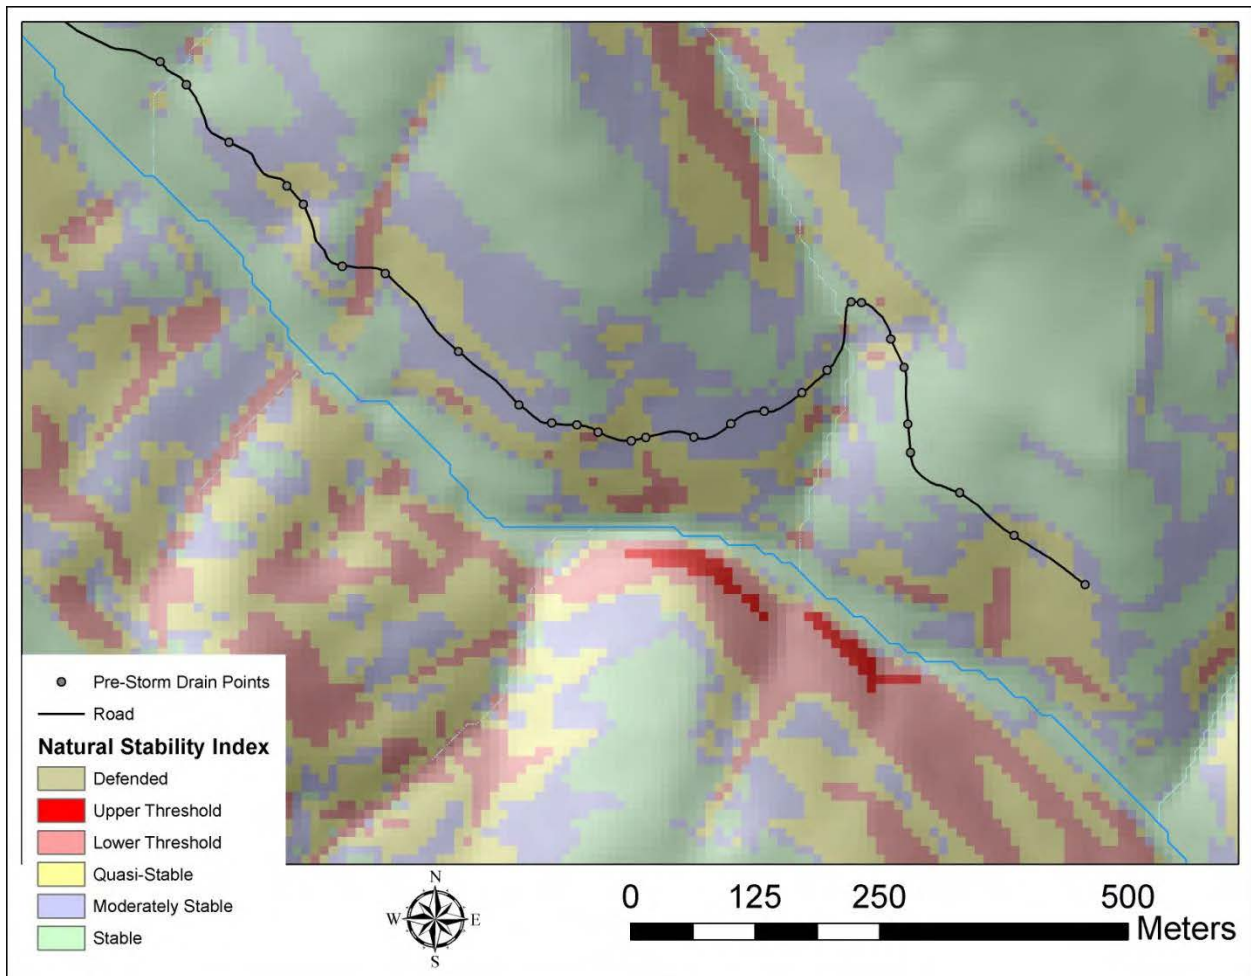 Pre-Storm Drain Points
Road
Natural Stability Index
Defended
Upper Threshold
Lower Threshold
Quasi-Stable
Moderately Stable
Stable
N
W E
S
0 125 250 500
Meters